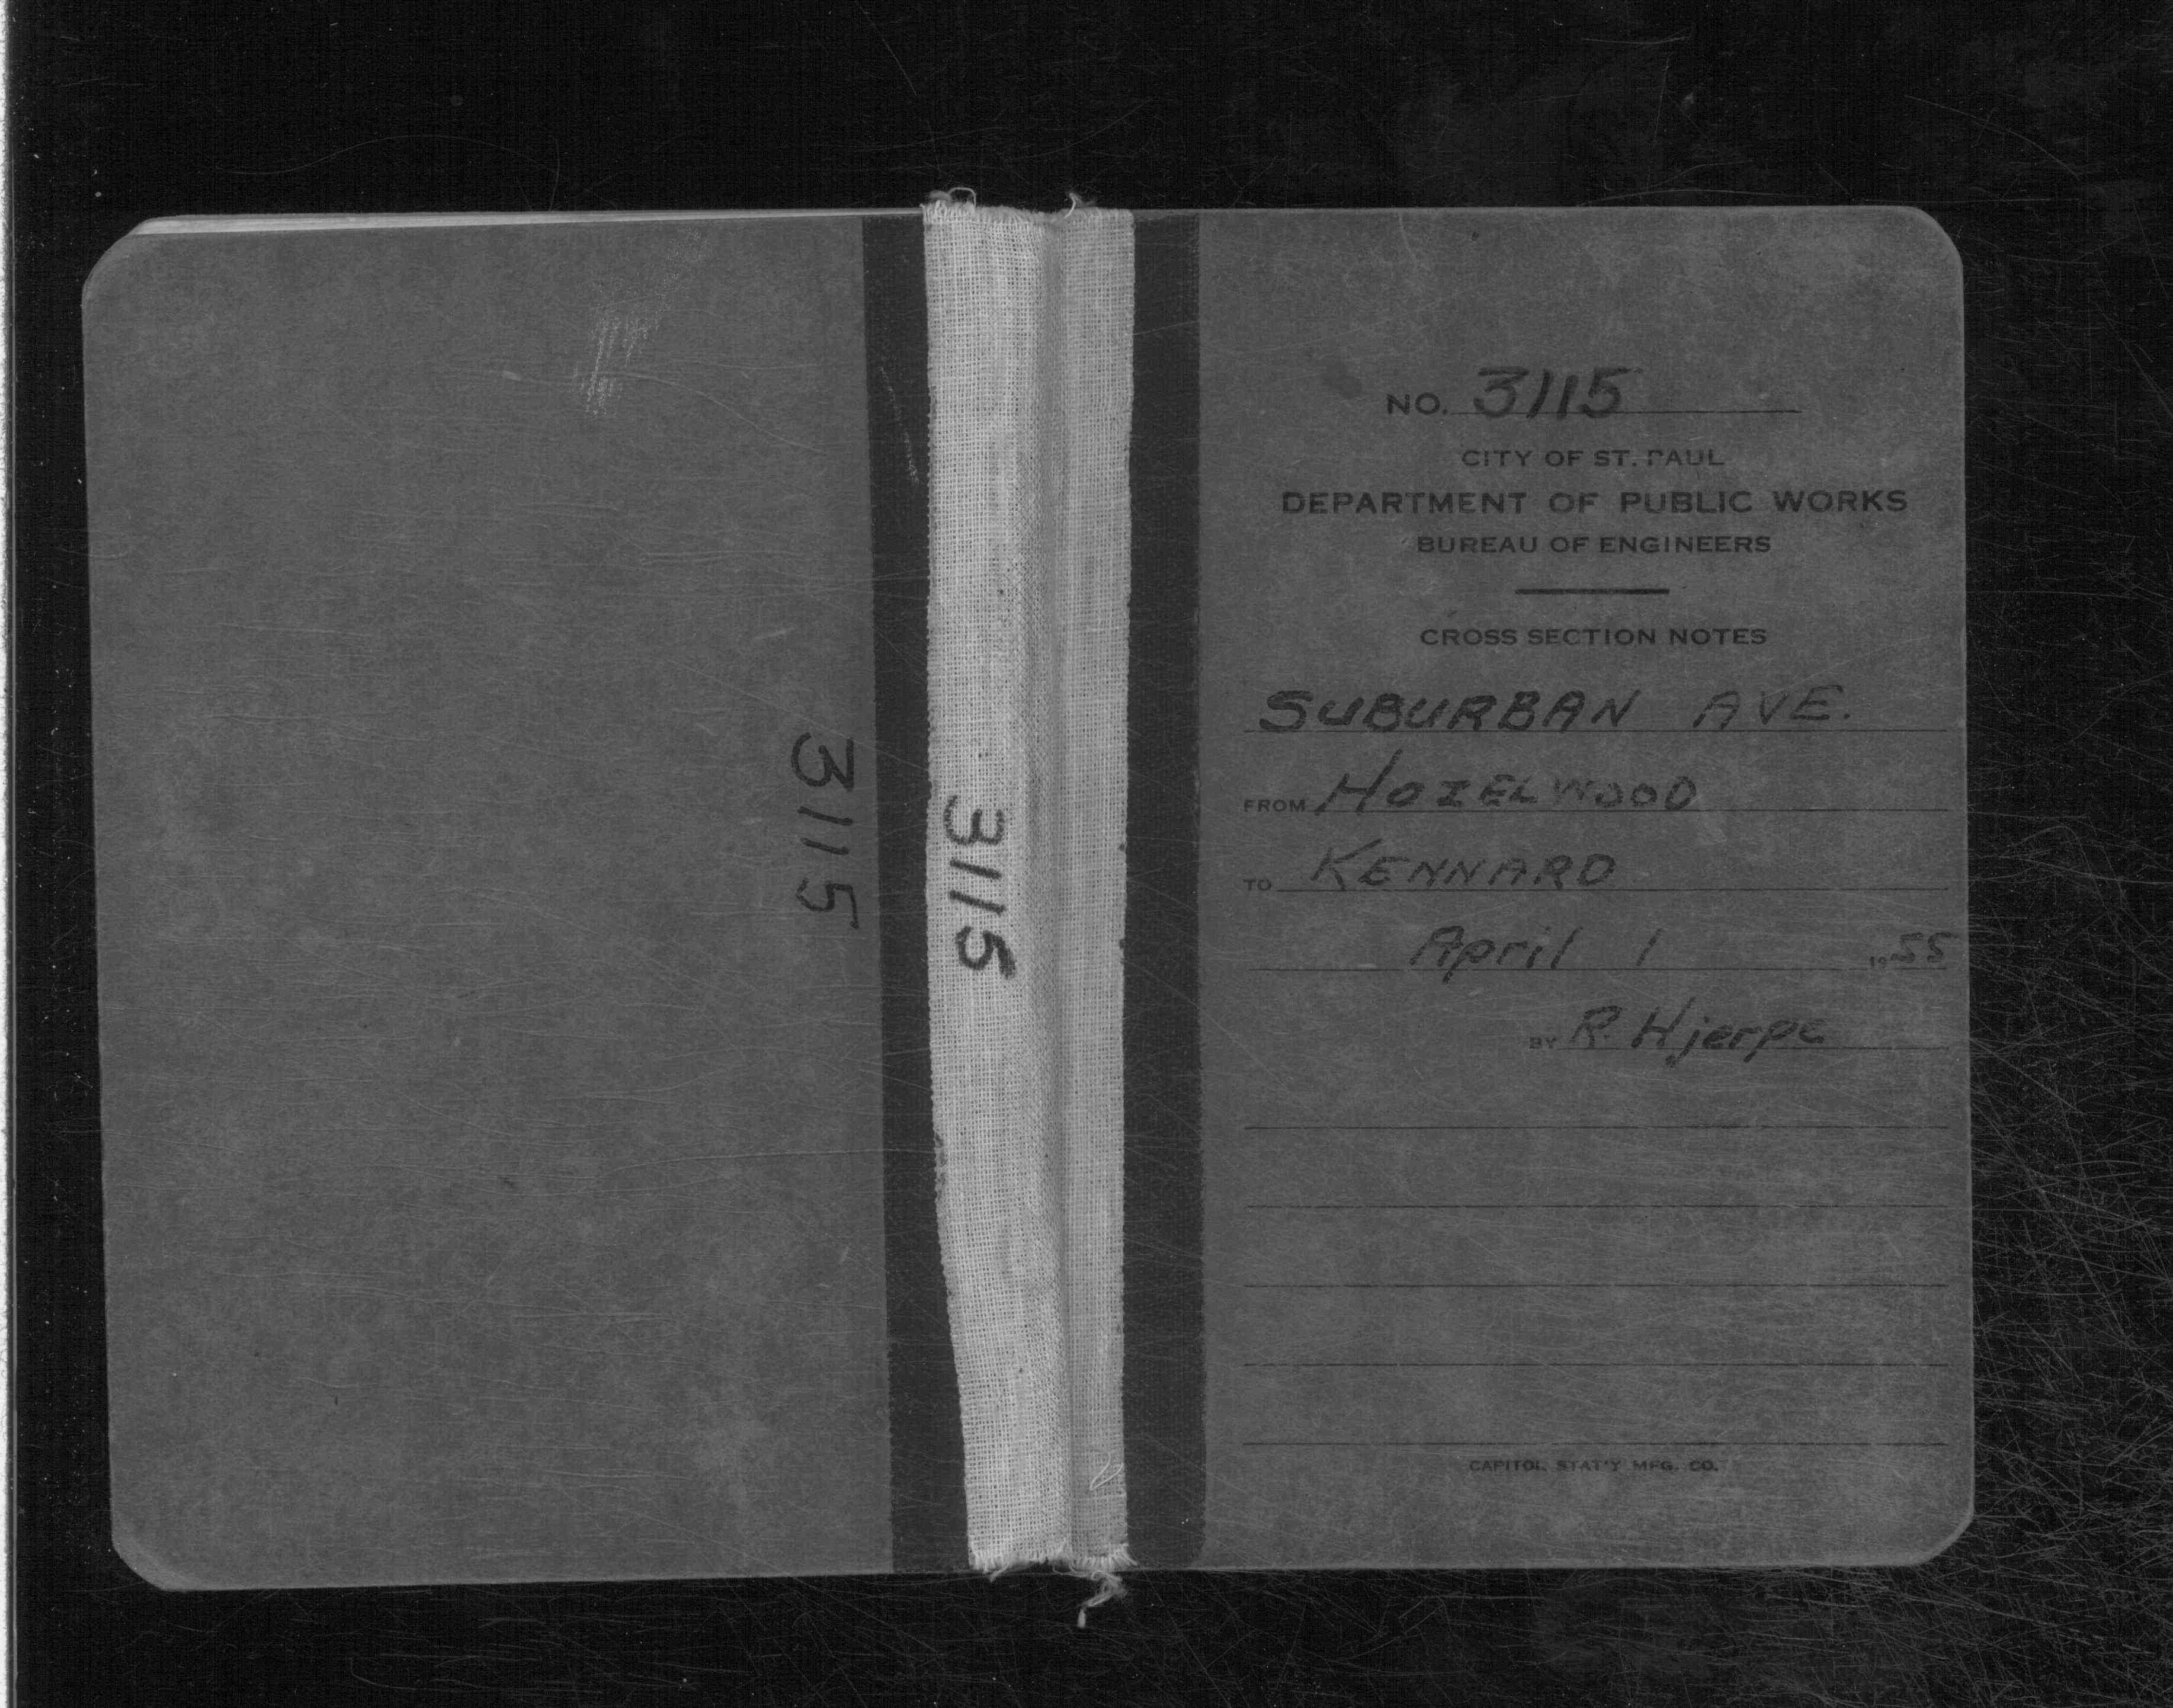 3115
3115
NO. 3115
CITY OF ST. PAUL
DEPARTMENT OF PUBLIC WORKS
BUREAU OF ENGINEERS
CROSS SECTION NOTES
SUBURBAN AVE.
FROM HOZELWOOD
TO KENNARD
April 1 1955
BY R. Hjerpe
CAPITOL STAT'Y MFG. CO.